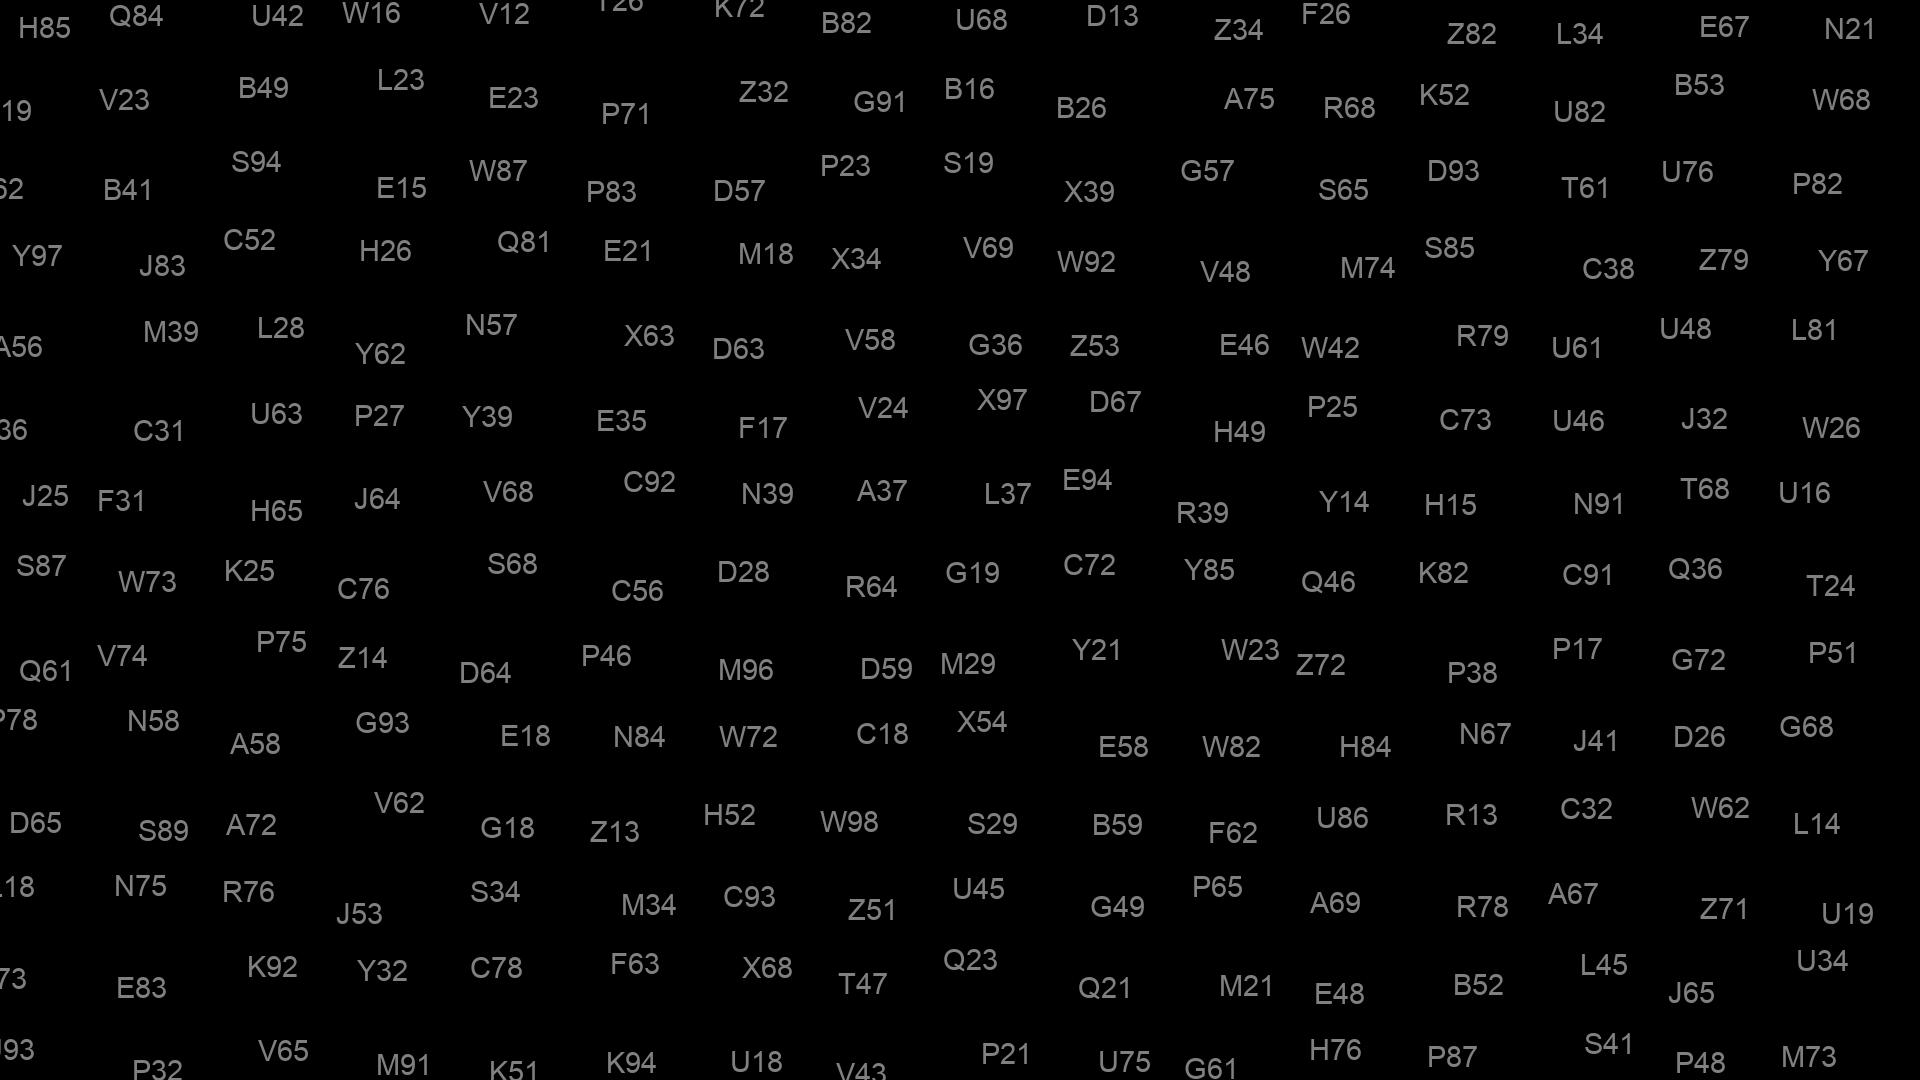 H85 Q84 U42 W16 V12 T26 K72 B82 U68 D13 Z34 F26 Z82 L34 E67 N21
19 V23 B49 L23 E23 P71 Z32 G91 B16 B26 A75 R68 K52 U82 B53 W68
62 B41 S94 E15 W87 P83 D57 P23 S19 X39 G57 S65 D93 T61 U76 P82
Y97 J83 C52 H26 Q81 E21 M18 X34 V69 W92 V48 M74 S85 C38 Z79 Y67
A56 M39 L28 Y62 N57 X63 D63 V58 G36 Z53 E46 W42 R79 U61 U48 L81
36 C31 U63 P27 Y39 E35 F17 V24 X97 D67 H49 P25 C73 U46 J32 W26
J25 F31 H65 J64 V68 C92 N39 A37 L37 E94 R39 Y14 H15 N91 T68 U16
S87 W73 K25 C76 S68 C56 D28 R64 G19 C72 Y85 Q46 K82 C91 Q36 T24
Q61 V74 P75 Z14 D64 P46 M96 D59 M29 Y21 W23 Z72 P38 P17 G72 P51
P78 N58 A58 G93 E18 N84 W72 C18 X54 E58 W82 H84 N67 J41 D26 G68
D65 S89 A72 V62 G18 Z13 H52 W98 S29 B59 F62 U86 R13 C32 W62 L14
18 N75 R76 J53 S34 M34 C93 Z51 U45 G49 P65 A69 R78 A67 Z71 U19
73 E83 K92 Y32 C78 F63 X68 T47 Q23 Q21 M21 E48 B52 L45 J65 U34
93 P32 V65 M91 K51 K94 U18 V43 P21 U75 G61 H76 P87 S41 P48 M73